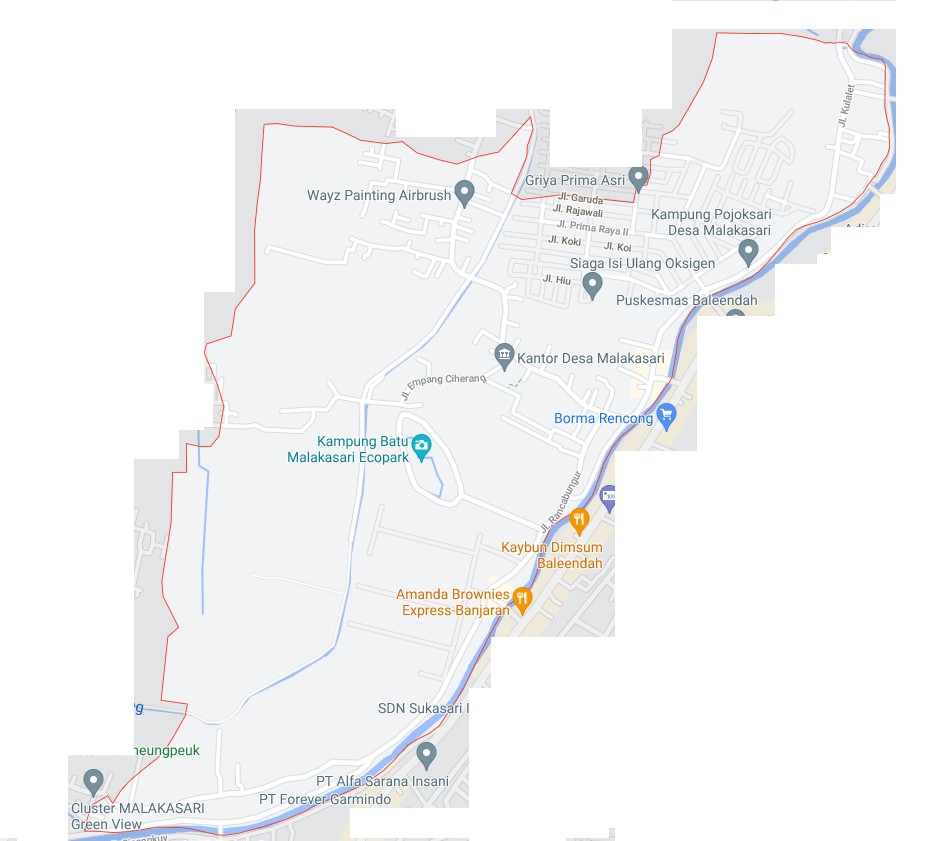 Jl. Kulalet
Griya Prima Asri
Wayz Painting Airbrush
Jl. Garuda
Jl. Rajawali
Kampung Pojoksari
Desa Malakasari
Jl. Prima Raya II
Jl. Koki
Jl. Koi
Siaga Isi Ulang Oksigen
Jl. Hiu
Puskesmas Baleendah
Kantor Desa Malakasari
Jl. Empang Ciherang
Borma Rencong
Kampung Batu
Malakasari Ecopark
Jl. Rancabungur
Kaybun Dimsum
Baleendah
Amanda Brownies
Express-Banjaran
SDN Sukasari I
heungpeuk
PT Alfa Sarana Insani
PT Forever Garmindo
Cluster MALAKASARI
Green View